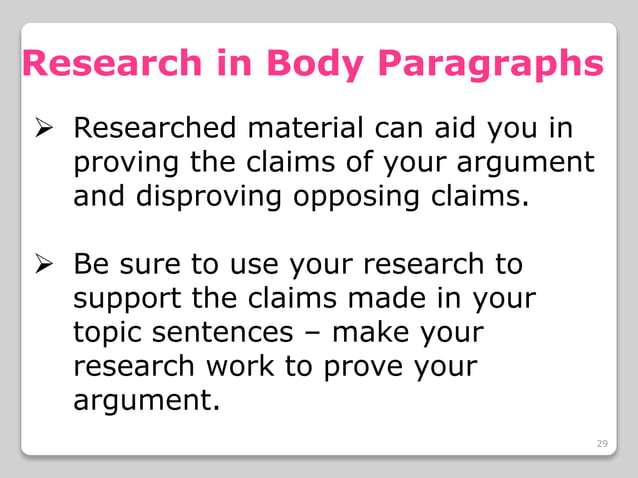 Research in Body Paragraphs
➢ Researched material can aid you in
proving the claims of your argument
and disproving opposing claims.
➢ Be sure to use your research to
support the claims made in your
topic sentences – make your
research work to prove your
argument.
29